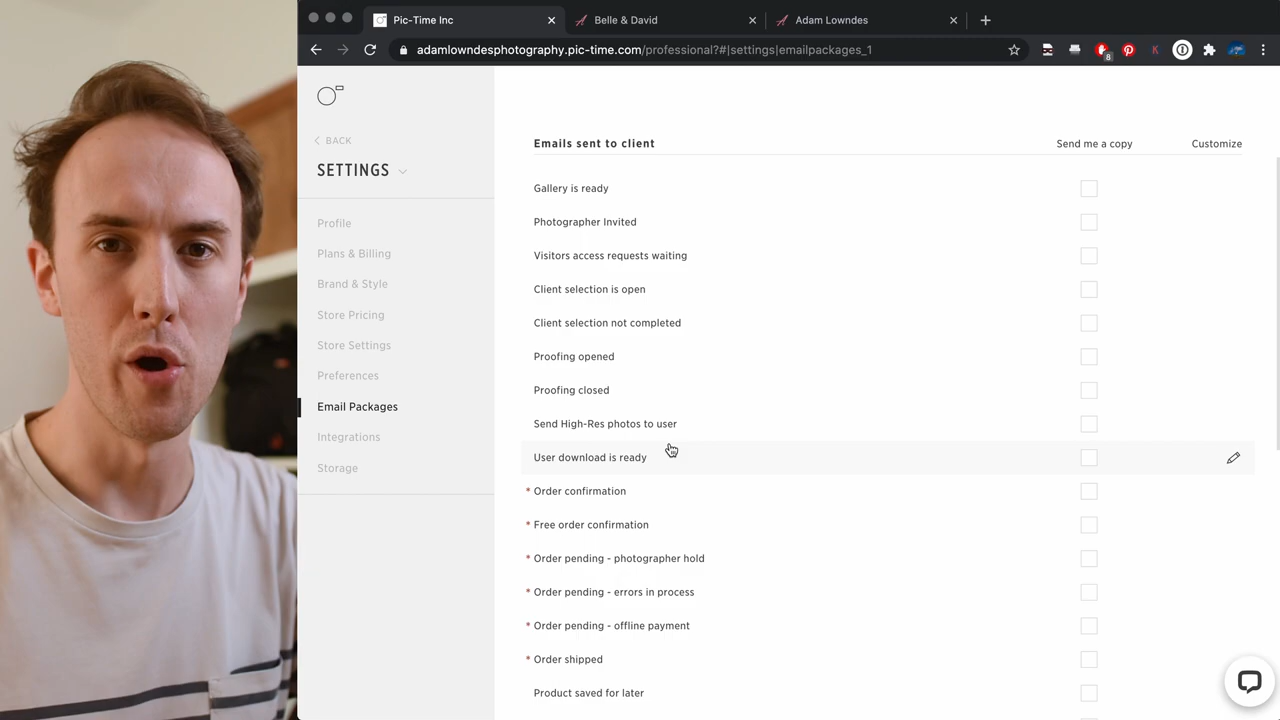 Pic-Time Inc
Belle & David
Adam Lowndes
adamlowndesphotography.pic-time.com/professional?#|settings|emailpackages_1
8
K
BACK
SETTINGS
Profile
Plans & Billing
Brand & Style
Store Pricing
Store Settings
Preferences
Email Packages
Integrations
Storage
Emails sent to client
Send me a copy
Customize
Gallery is ready
Photographer Invited
Visitors access requests waiting
Client selection is open
Client selection not completed
Proofing opened
Proofing closed
Send High-Res photos to user
User download is ready
* Order confirmation
* Free order confirmation
* Order pending - photographer hold
* Order pending - errors in process
* Order pending - offline payment
* Order shipped
Product saved for later